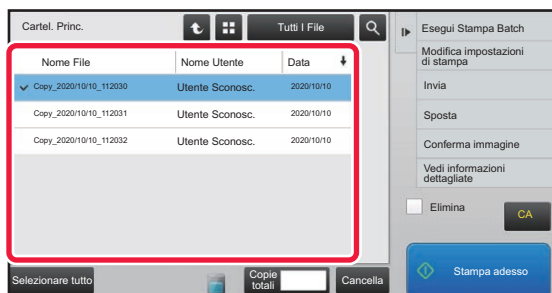 Cartel. Princ.
Tutti I File
Nome File
Nome Utente
Data
Copy_2020/10/10_112030
Utente Sconosc.
2020/10/10
Copy_2020/10/10_112031
Utente Sconosc.
2020/10/10
Copy_2020/10/10_112032
Utente Sconosc.
2020/10/10
Selezionare tutto
Copie
totali
Cancella
Esegui Stampa Batch
Modifica impostazioni
di stampa
Invia
Sposta
Conferma immagine
Vedi informazioni
dettagliate
Elimina
CA
Stampa adesso